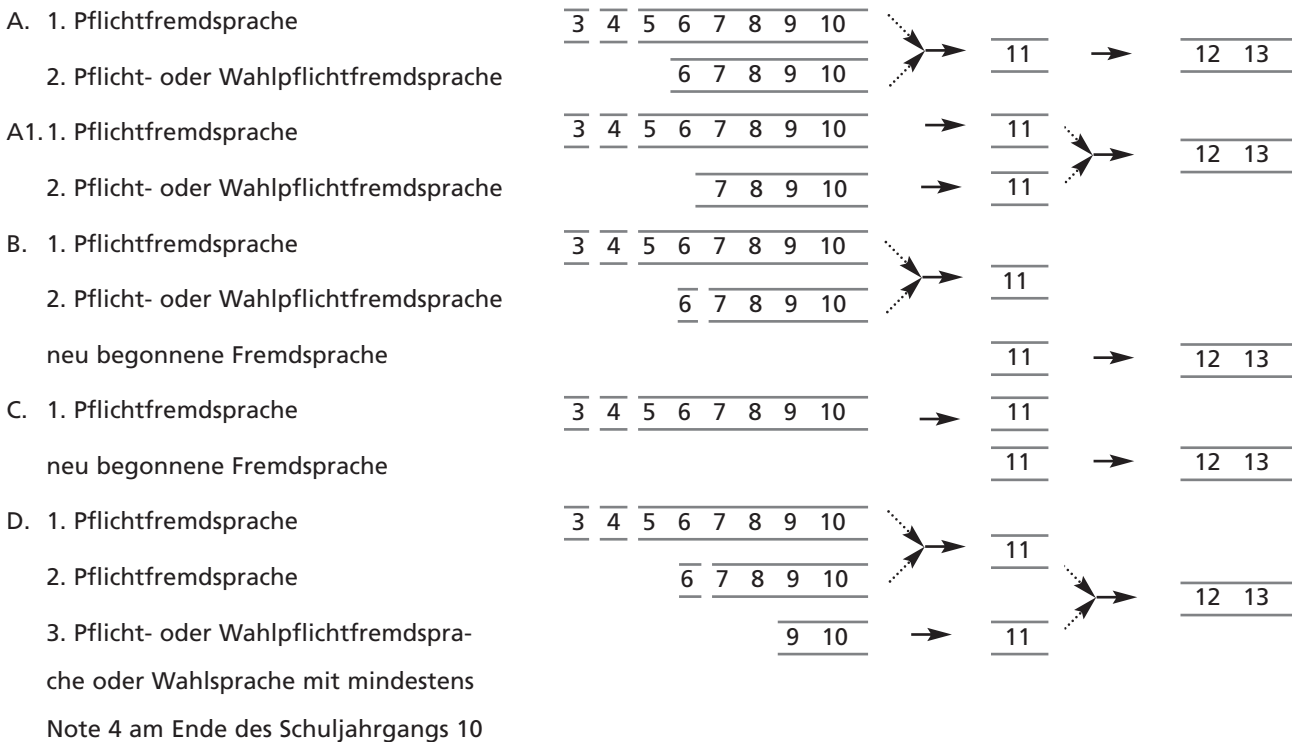 A. 1. Pflichtfremdsprache 3 4 5 6 7 8 9 10
11 12 13
2. Pflicht- oder Wahlpflichtfremdsprache 6 7 8 9 10
A1. 1. Pflichtfremdsprache 3 4 5 6 7 8 9 10 11
12 13
2. Pflicht- oder Wahlpflichtfremdsprache 7 8 9 10 11
B. 1. Pflichtfremdsprache 3 4 5 6 7 8 9 10
11
2. Pflicht- oder Wahlpflichtfremdsprache 6 7 8 9 10
neu begonnene Fremdsprache 11 12 13
C. 1. Pflichtfremdsprache 3 4 5 6 7 8 9 10 11
neu begonnene Fremdsprache 11 12 13
D. 1. Pflichtfremdsprache 3 4 5 6 7 8 9 10
11
2. Pflichtfremdsprache 6 7 8 9 10
12 13
3. Pflicht- oder Wahlpflichtfremdspra- 9 10 11
che oder Wahlsprache mit mindestens
Note 4 am Ende des Schuljahrgangs 10